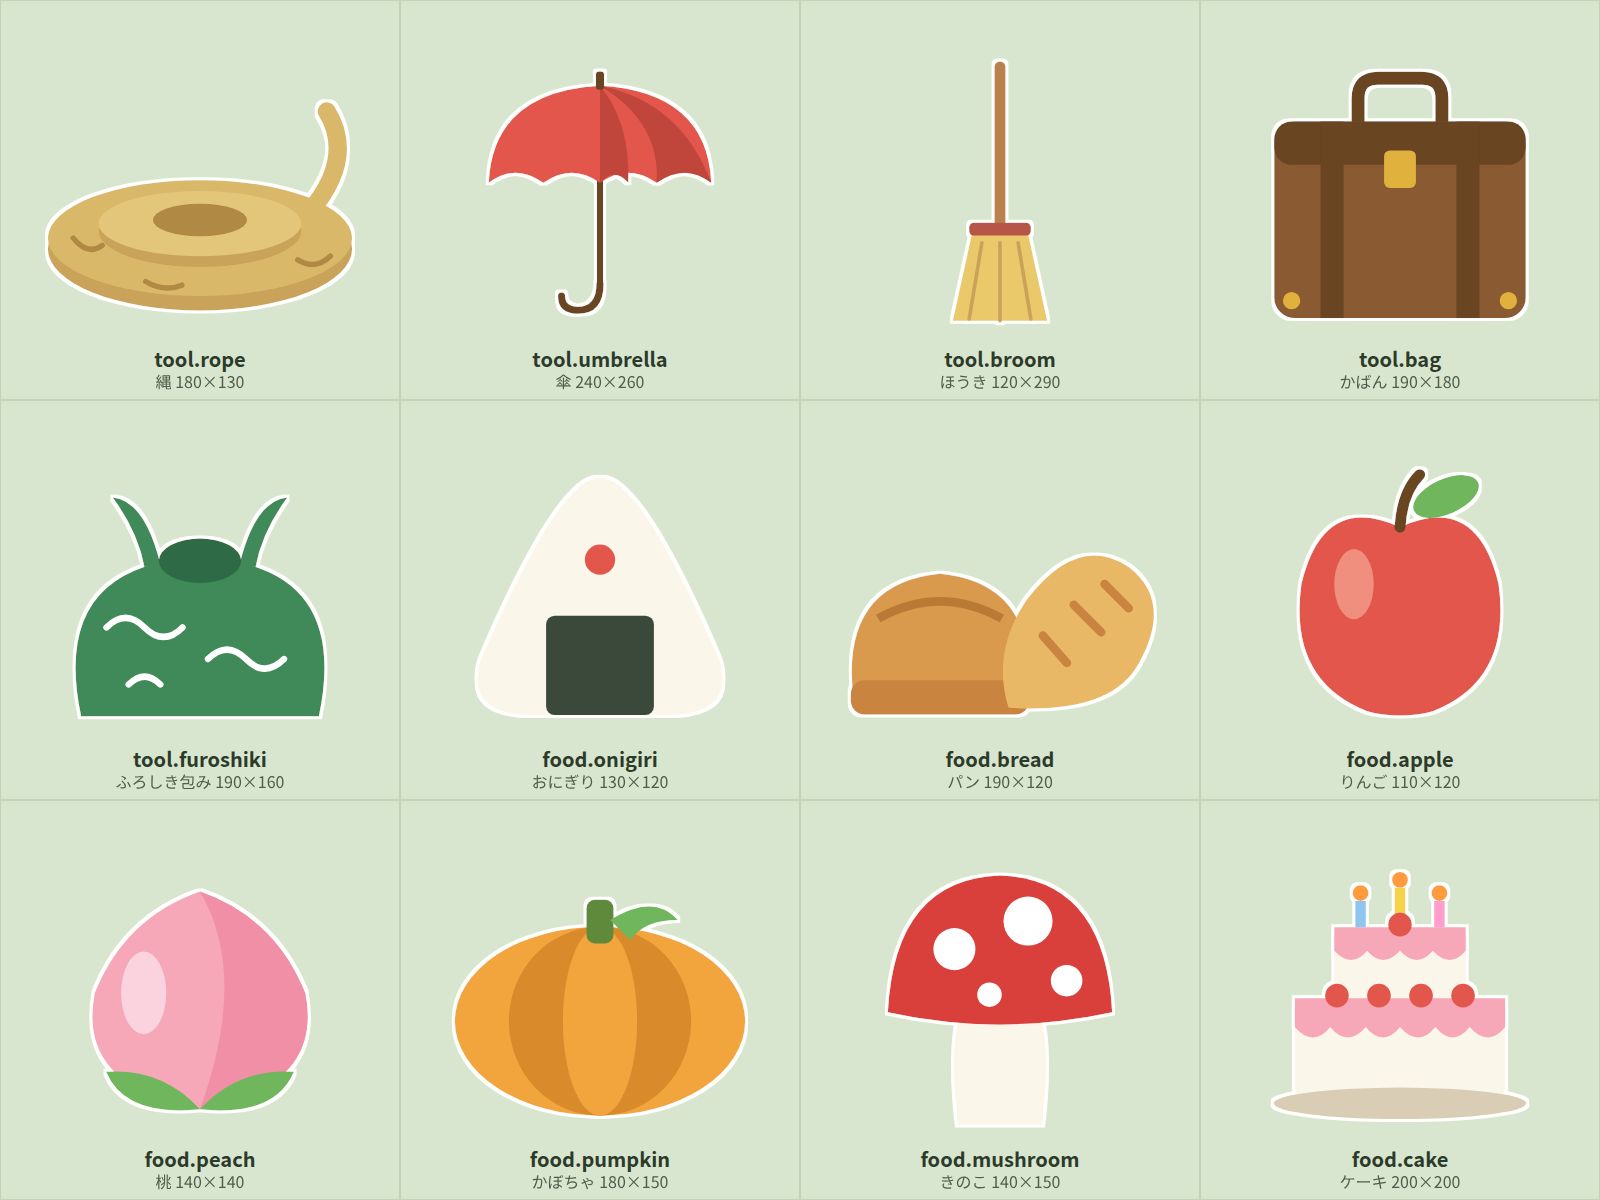 tool.rope
縄 180×130
tool.umbrella
傘 240×260
tool.broom
ほうき 120×290
tool.bag
かばん 190×180
tool.furoshiki
ふろしき包み 190×160
food.onigiri
おにぎり 130×120
food.bread
パン 190×120
food.apple
りんご 110×120
food.peach
桃 140×140
food.pumpkin
かぼちゃ 180×150
food.mushroom
きのこ 140×150
food.cake
ケーキ 200×200